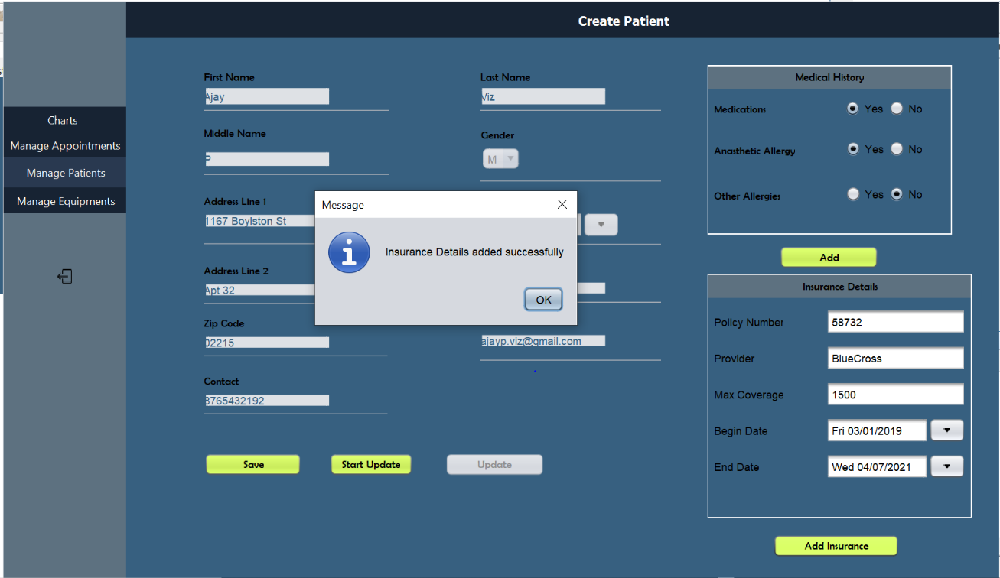 Create Patient
Charts
Manage Appointments
Manage Patients
Manage Equipments
First Name
Ajay
Last Name
Viz
Middle Name
P
Gender
M
Address Line 1
1167 Boylston St
Address Line 2
Apt 32
Zip Code
02215
ajayp.viz@gmail.com
Contact
8765432192
Save
Start Update
Update
Message
Insurance Details added successfully
OK
Medical History
Medications Yes No
Anasthetic Allergy Yes No
Other Allergies Yes No
Add
Insurance Details
Policy Number 58732
Provider BlueCross
Max Coverage 1500
Begin Date Fri 03/01/2019
End Date Wed 04/07/2021
Add Insurance